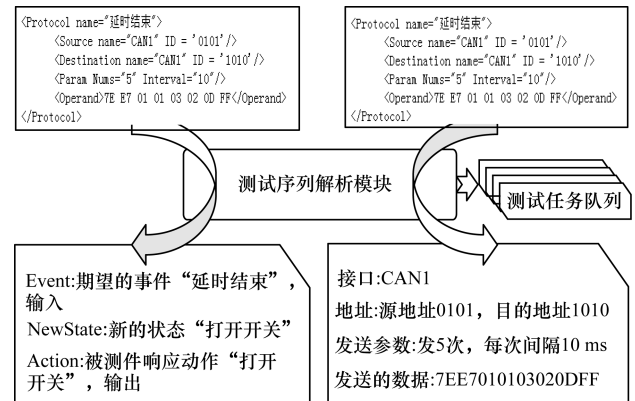 <Protocol name="延时结束">
<Source name="CAN1" ID = '0101'/>
<Destination name="CAN1" ID = '1010'/>
<Param Nums="5" Interval="10"/>
<Operand>7E E7 01 01 03 02 0D FF</Operand>
</Protocol>
<Protocol name="延时结束">
<Source name="CAN1" ID = '0101'/>
<Destination name="CAN1" ID = '1010'/>
<Param Nums="5" Interval="10"/>
<Operand>7E E7 01 01 03 02 0D FF</Operand>
</Protocol>
测试序列解析模块
测试任务队列
Event:期望的事件“延时结束”,
输入
NewState:新的状态“打开开关”
Action:被测件响应动作“打开
开关”,输出
接口:CAN1
地址:源地址0101,目的地址1010
发送参数:发5次,每次间隔10 ms
发送的数据:7EE7010103020DFF